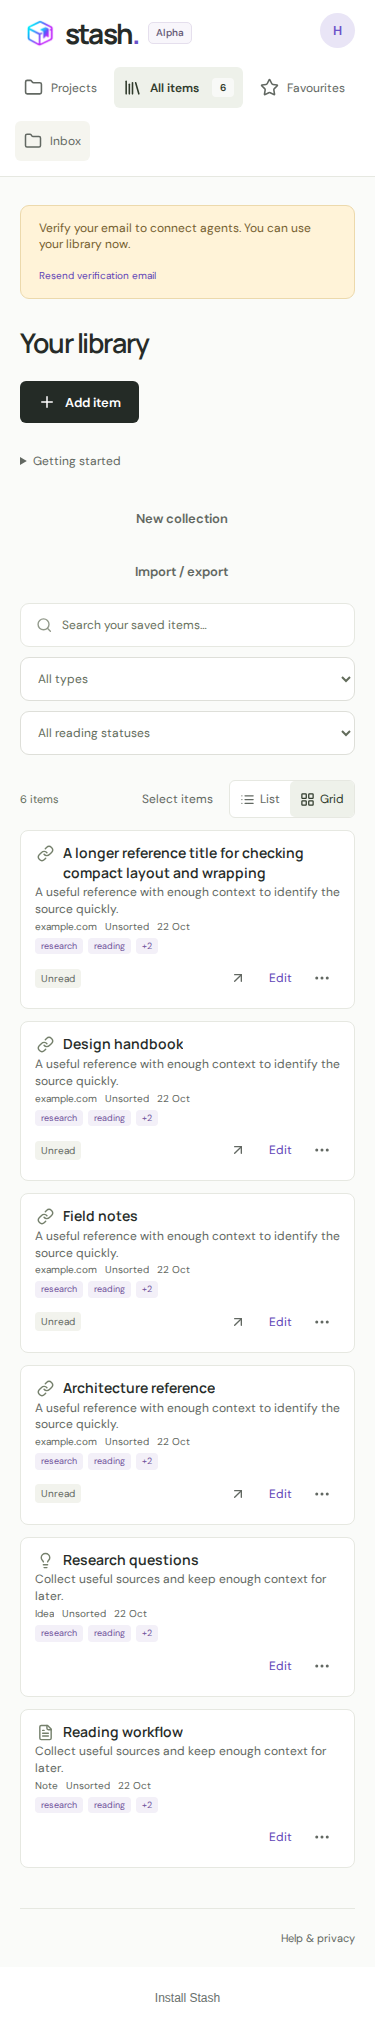 stash. Alpha H
Projects All items 6 Favourites
Inbox
Verify your email to connect agents. You can use
your library now.
Resend verification email
Your library
Add item
Getting started
New collection
Import / export
Search your saved items...
All types
All reading statuses
6 items Select items List Grid
A longer reference title for checking
compact layout and wrapping
A useful reference with enough context to identify the
source quickly.
example.com Unsorted 22 Oct
research reading +2
Unread Edit
Design handbook
A useful reference with enough context to identify the
source quickly.
example.com Unsorted 22 Oct
research reading +2
Unread Edit
Field notes
A useful reference with enough context to identify the
source quickly.
example.com Unsorted 22 Oct
research reading +2
Unread Edit
Architecture reference
A useful reference with enough context to identify the
source quickly.
example.com Unsorted 22 Oct
research reading +2
Unread Edit
Research questions
Collect useful sources and keep enough context for
later.
Idea Unsorted 22 Oct
research reading +2
Edit
Reading workflow
Collect useful sources and keep enough context for
later.
Note Unsorted 22 Oct
research reading +2
Edit
Help & privacy
Install Stash